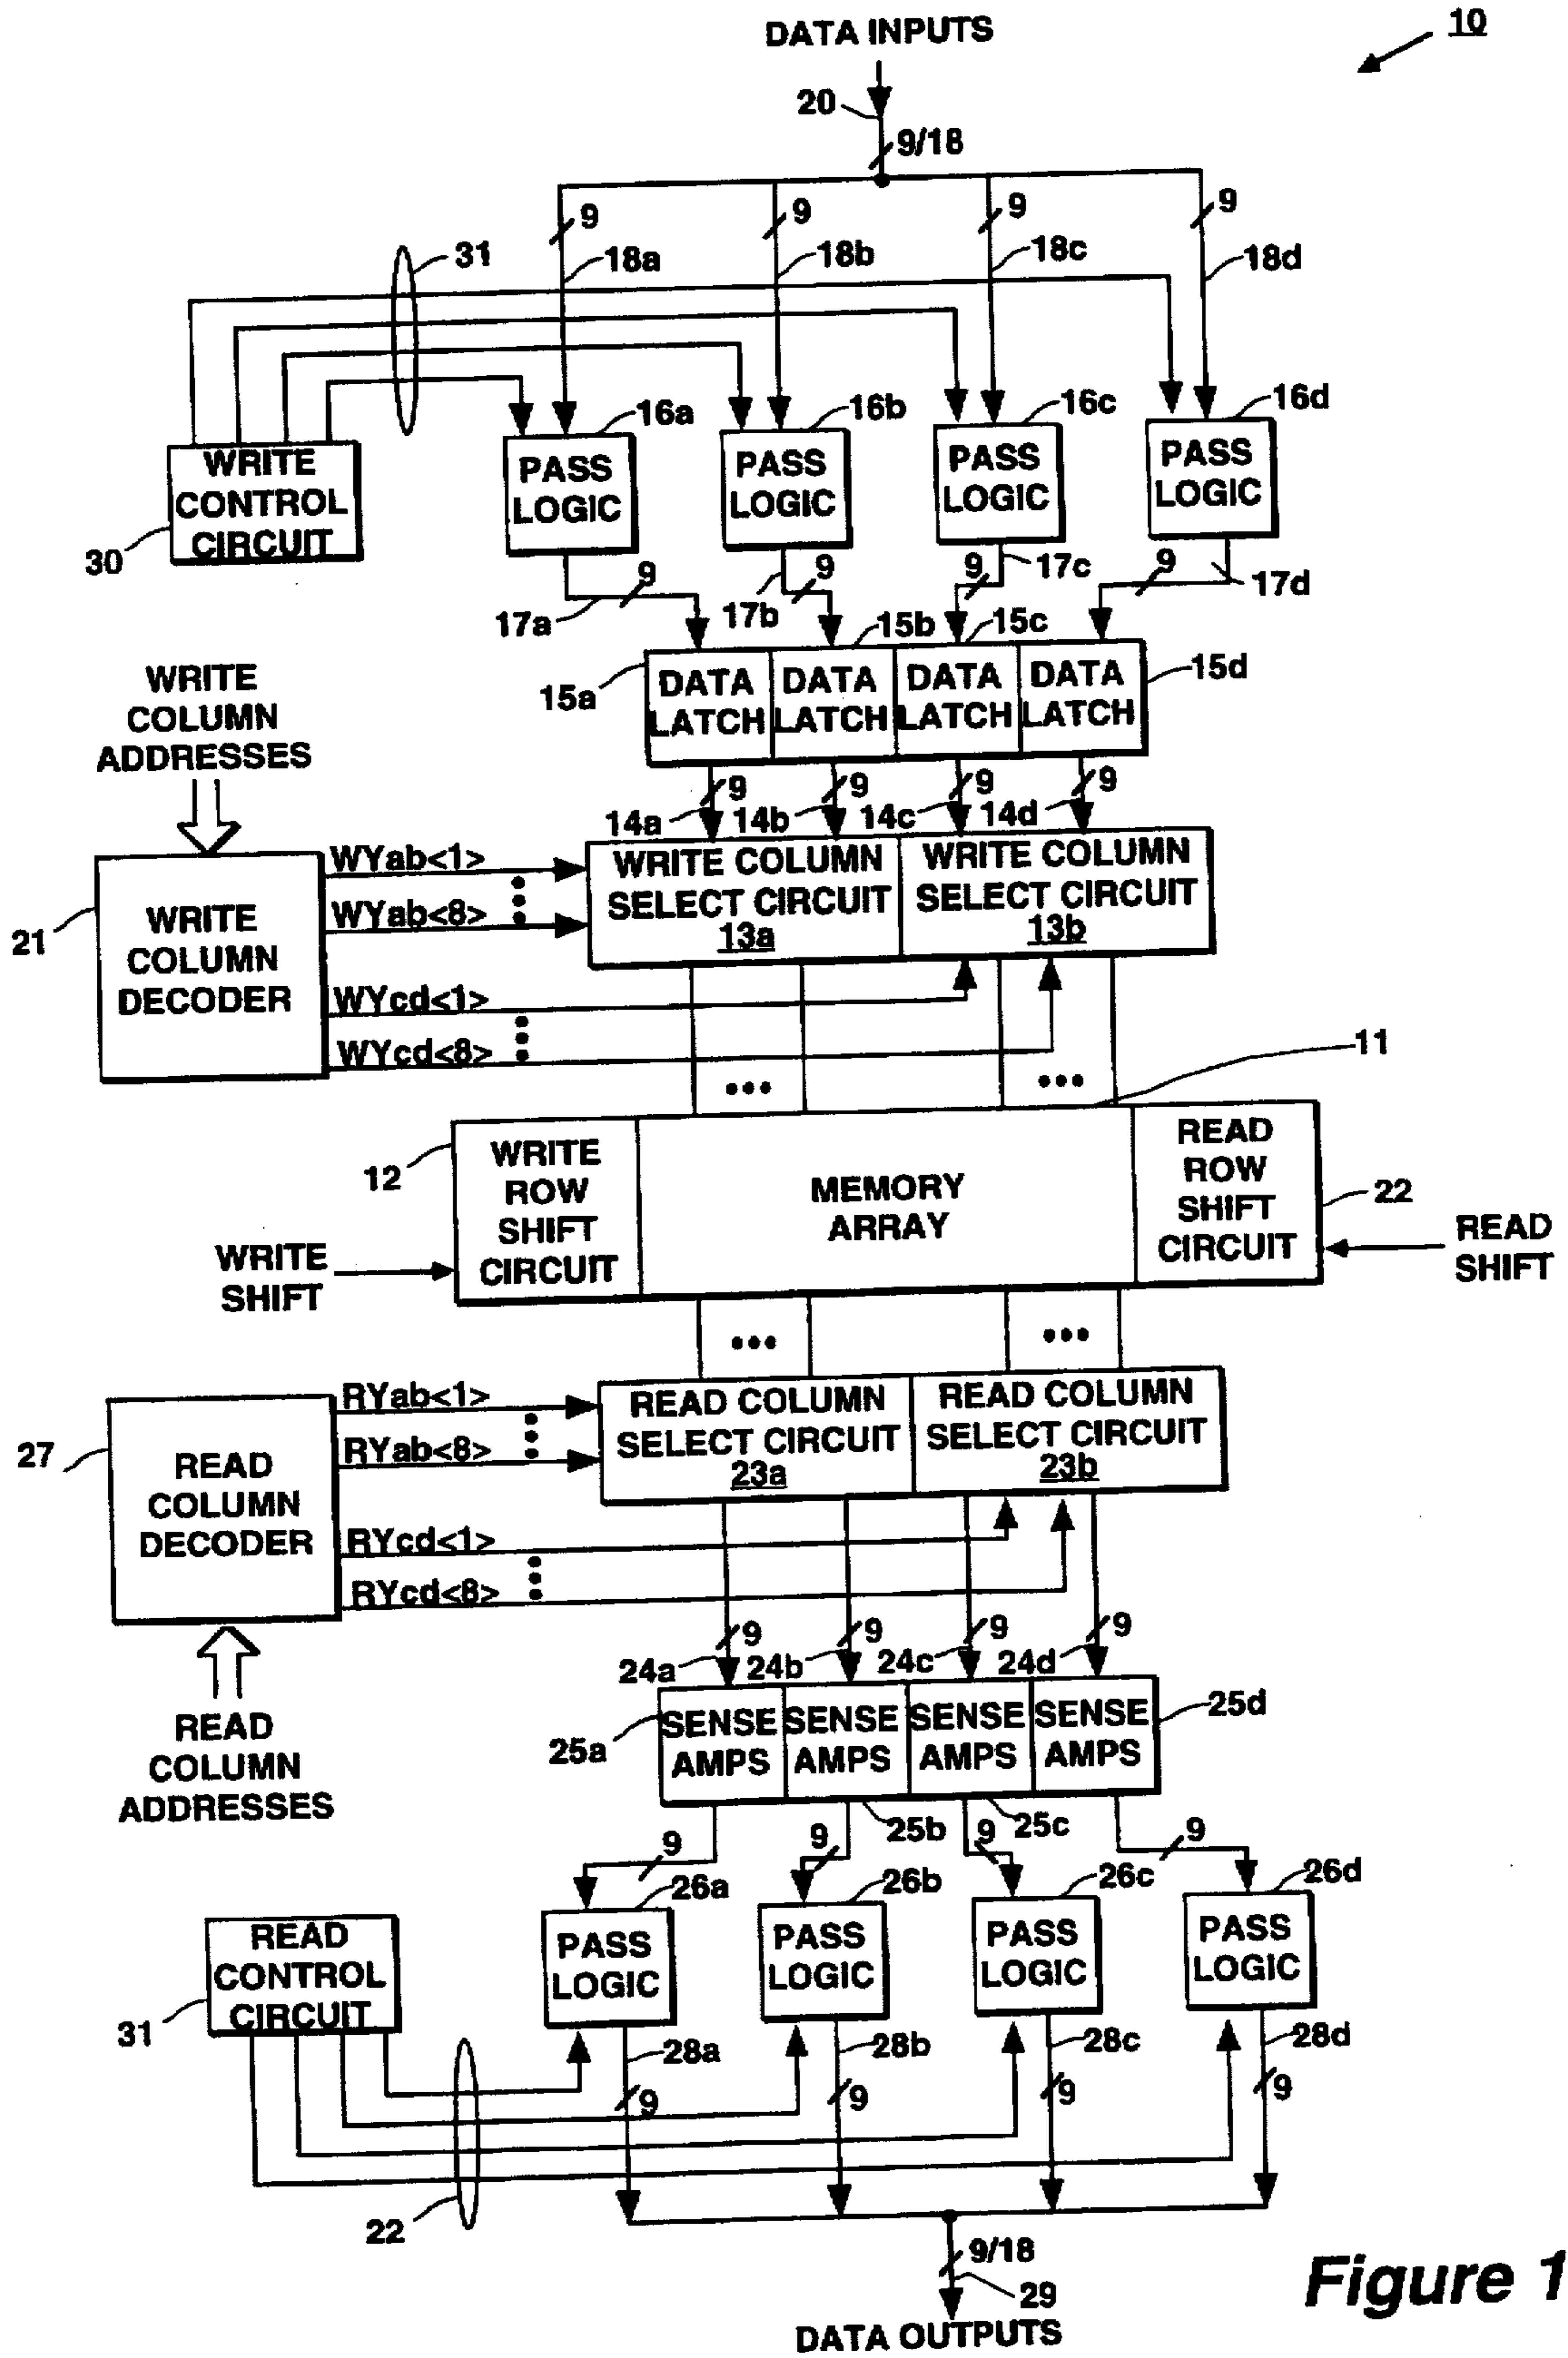 DATA INPUTS
10
20
9/18
9
9
9
9
31
18a
18b
18c
18d
16a
16b
16c
16d
WRITE
CONTROL
CIRCUIT
30
PASS
LOGIC
PASS
LOGIC
PASS
LOGIC
PASS
LOGIC
9
9
9
9
17a
17b
17c
17d
15a
15b
15c
15d
DATA
LATCH
DATA
LATCH
DATA
LATCH
DATA
LATCH
WRITE
COLUMN
ADDRESSES
9
9
9
9
14a
14b
14c
14d
21
WRITE
COLUMN
DECODER
WYab<1>
WYab<8>
WYcd<1>
WYcd<8>
WRITE COLUMN
SELECT CIRCUIT
13a
WRITE COLUMN
SELECT CIRCUIT
13b
11
12
WRITE
ROW
SHIFT
CIRCUIT
MEMORY
ARRAY
READ
ROW
SHIFT
CIRCUIT
22
WRITE
SHIFT
READ
SHIFT
27
READ
COLUMN
DECODER
RYab<1>
RYab<8>
RYcd<1>
RYcd<8>
READ COLUMN
SELECT CIRCUIT
23a
READ COLUMN
SELECT CIRCUIT
23b
9
9
9
9
24a
24b
24c
24d
READ
COLUMN
ADDRESSES
25a
SENSE
AMPS
SENSE
AMPS
SENSE
AMPS
SENSE
AMPS
25d
25b
25c
9
9
9
9
26a
26b
26c
26d
READ
CONTROL
CIRCUIT
31
PASS
LOGIC
PASS
LOGIC
PASS
LOGIC
PASS
LOGIC
28a
28b
28c
28d
9
9
9
9
22
9/18
29
DATA OUTPUTS
Figure 1